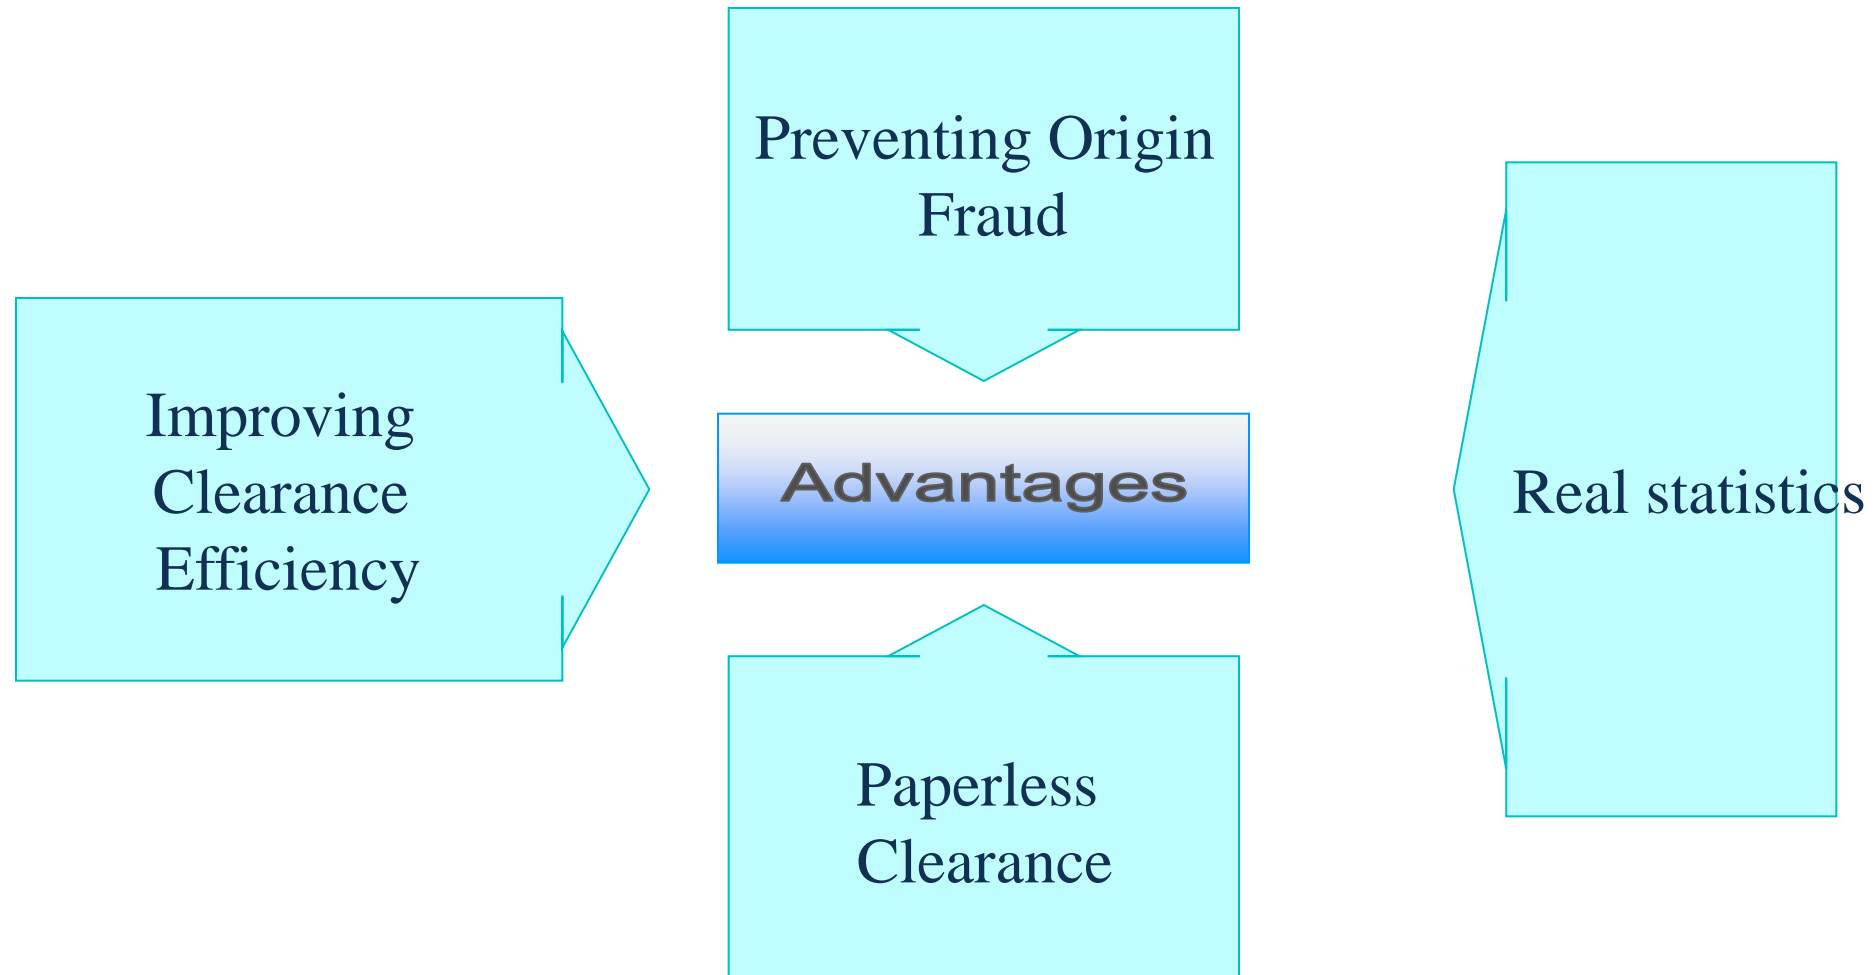 Preventing Origin
Fraud
Improving
Clearance
Efficiency
Advantages
Real statistics
Paperless
Clearance